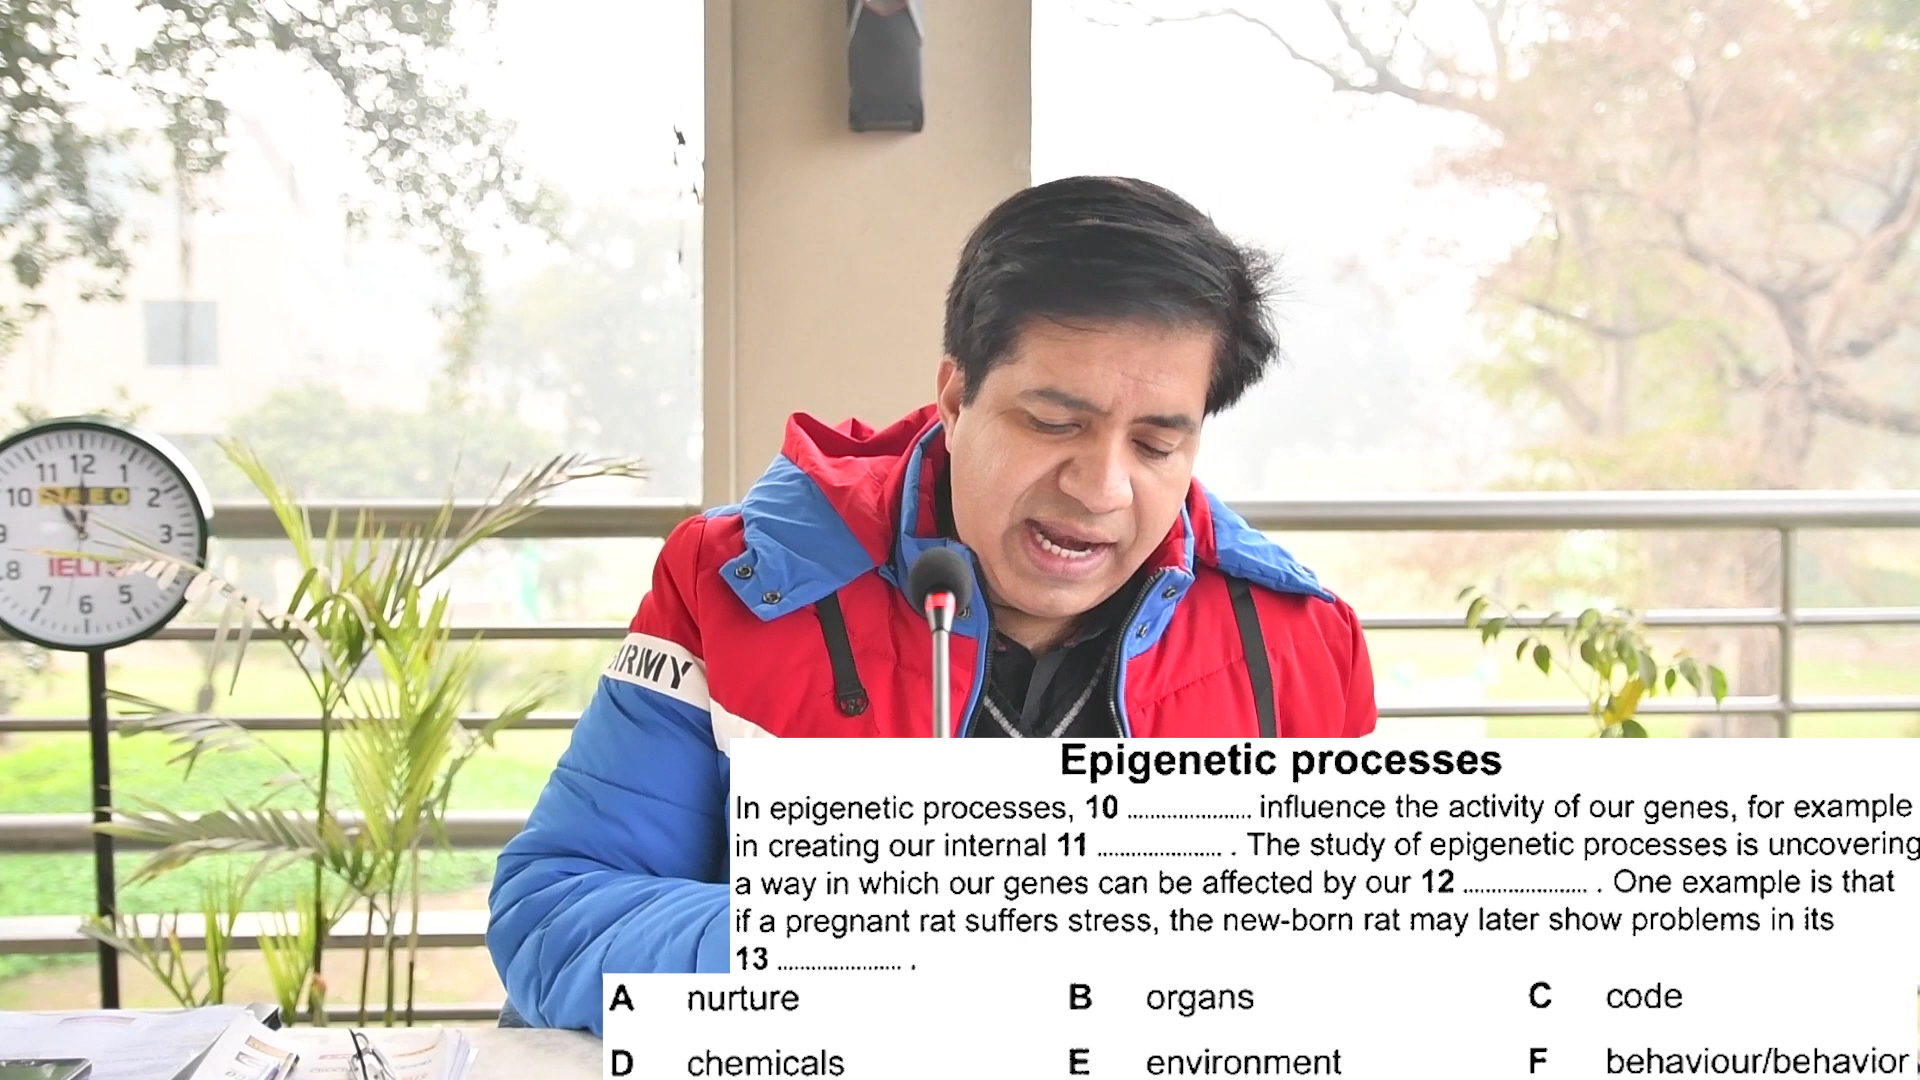 11 12 1
10 2
3
8
7 6 5
IELTS
ARMY
Epigenetic processes
In epigenetic processes, 10 ...................... influence the activity of our genes, for example
in creating our internal 11 ...................... . The study of epigenetic processes is uncovering
a way in which our genes can be affected by our 12 ...................... . One example is that
if a pregnant rat suffers stress, the new-born rat may later show problems in its
13 ...................... .
A nurture B organs C code
D chemicals E environment F behaviour/behavior